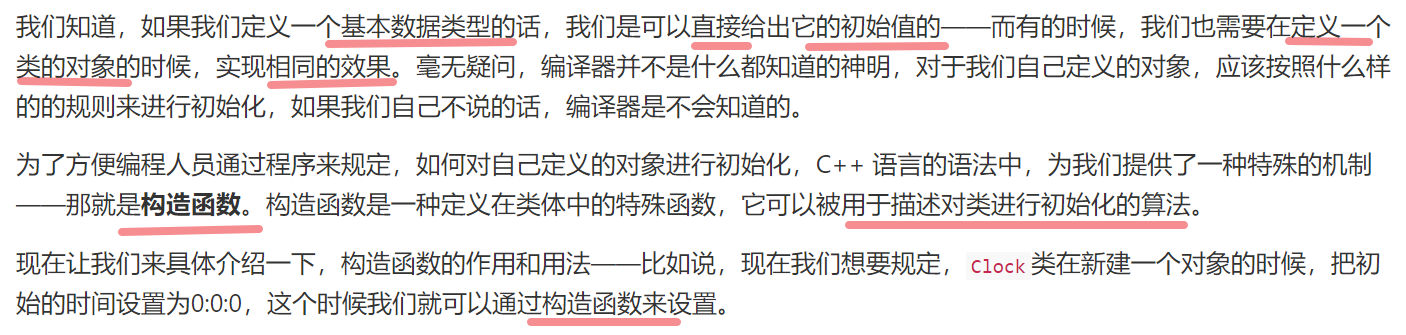 我们知道，如果我们定义一个基本数据类型的话，我们是可以直接给出它的初始值的——而有的时候，我们也需要在定义一个
类的对象的时候，实现相同的效果。毫无疑问，编译器并不是什么都知道的神明，对于我们自己定义的对象，应该按照什么样
的的规则来进行初始化，如果我们自己不说的话，编译器是不会知道的。
为了方便编程人员通过程序来规定，如何对自己定义的对象进行初始化，C++ 语言的语法中，为我们提供了一种特殊的机制
——那就是构造函数。构造函数是一种定义在类体中的特殊函数，它可以被用于描述对类进行初始化的算法。
现在让我们来具体介绍一下，构造函数的作用和用法——比如说，现在我们想要规定， Clock 类在新建一个对象的时候，把初
始的时间设置为0:0:0，这个时候我们就可以通过构造函数来设置。